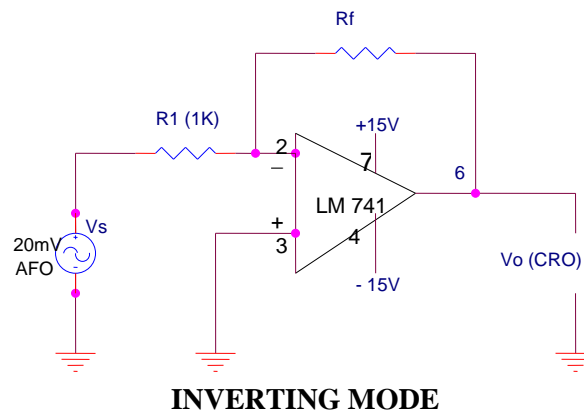 Rf
R1 (1K)
+15V
2
–
7
6
LM 741
+
3
4
Vs
20mV
AFO
+
-
- 15V
Vo (CRO)
INVERTING MODE